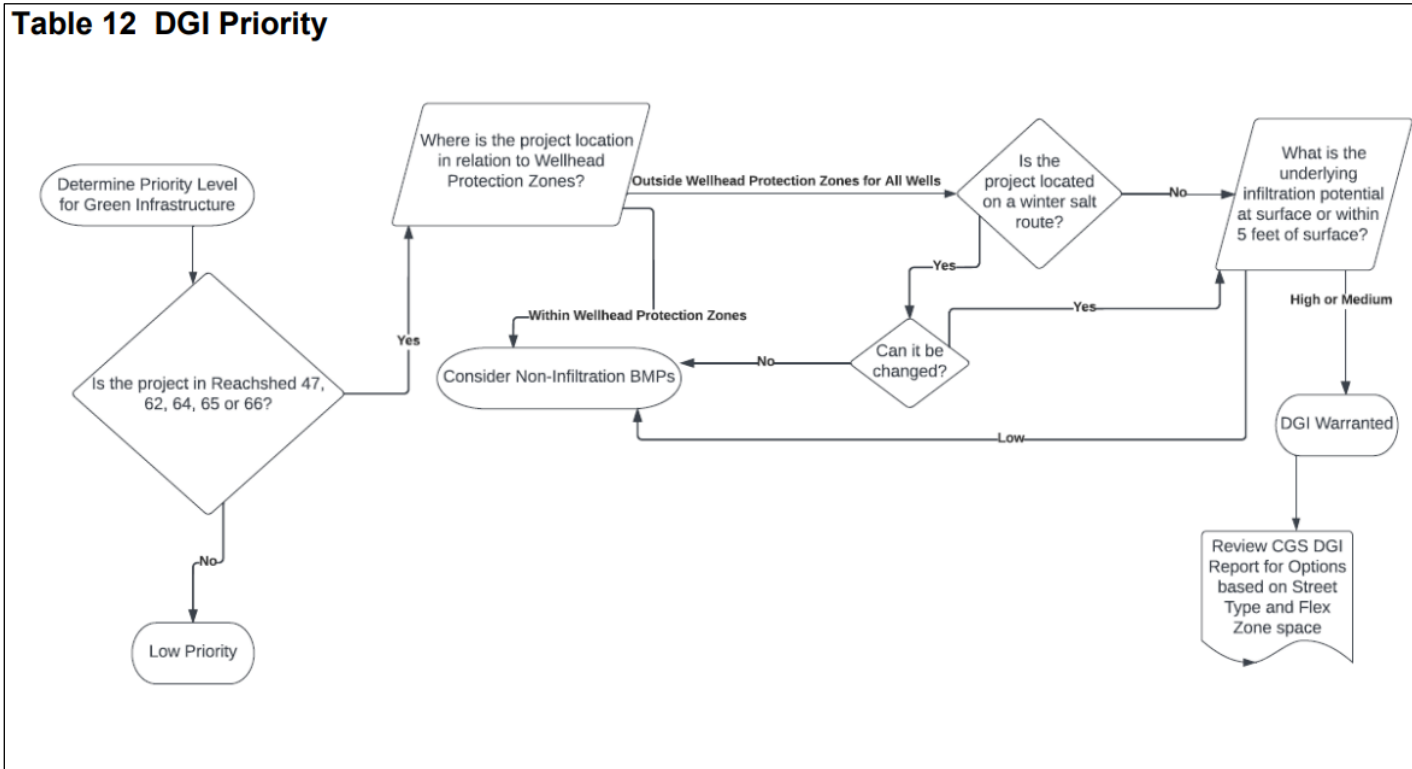 Table 12  DGI Priority
Determine Priority Level
for Green Infrastructure
Is the project in Reachshed 47,
62, 64, 65 or 66?
No
Low Priority
Yes
Where is the project location
in relation to Wellhead
Protection Zones?
Outside Wellhead Protection Zones for All Wells
Within Wellhead Protection Zones
Consider Non-Infiltration BMPs
Is the
project located
on a winter salt
route?
Yes
No
Can it be
changed?
No
Yes
What is the
underlying
infiltration potential
at surface or within
5 feet of surface?
Low
High or Medium
DGI Warranted
Review CGS DGI
Report for Options
based on Street
Type and Flex
Zone space